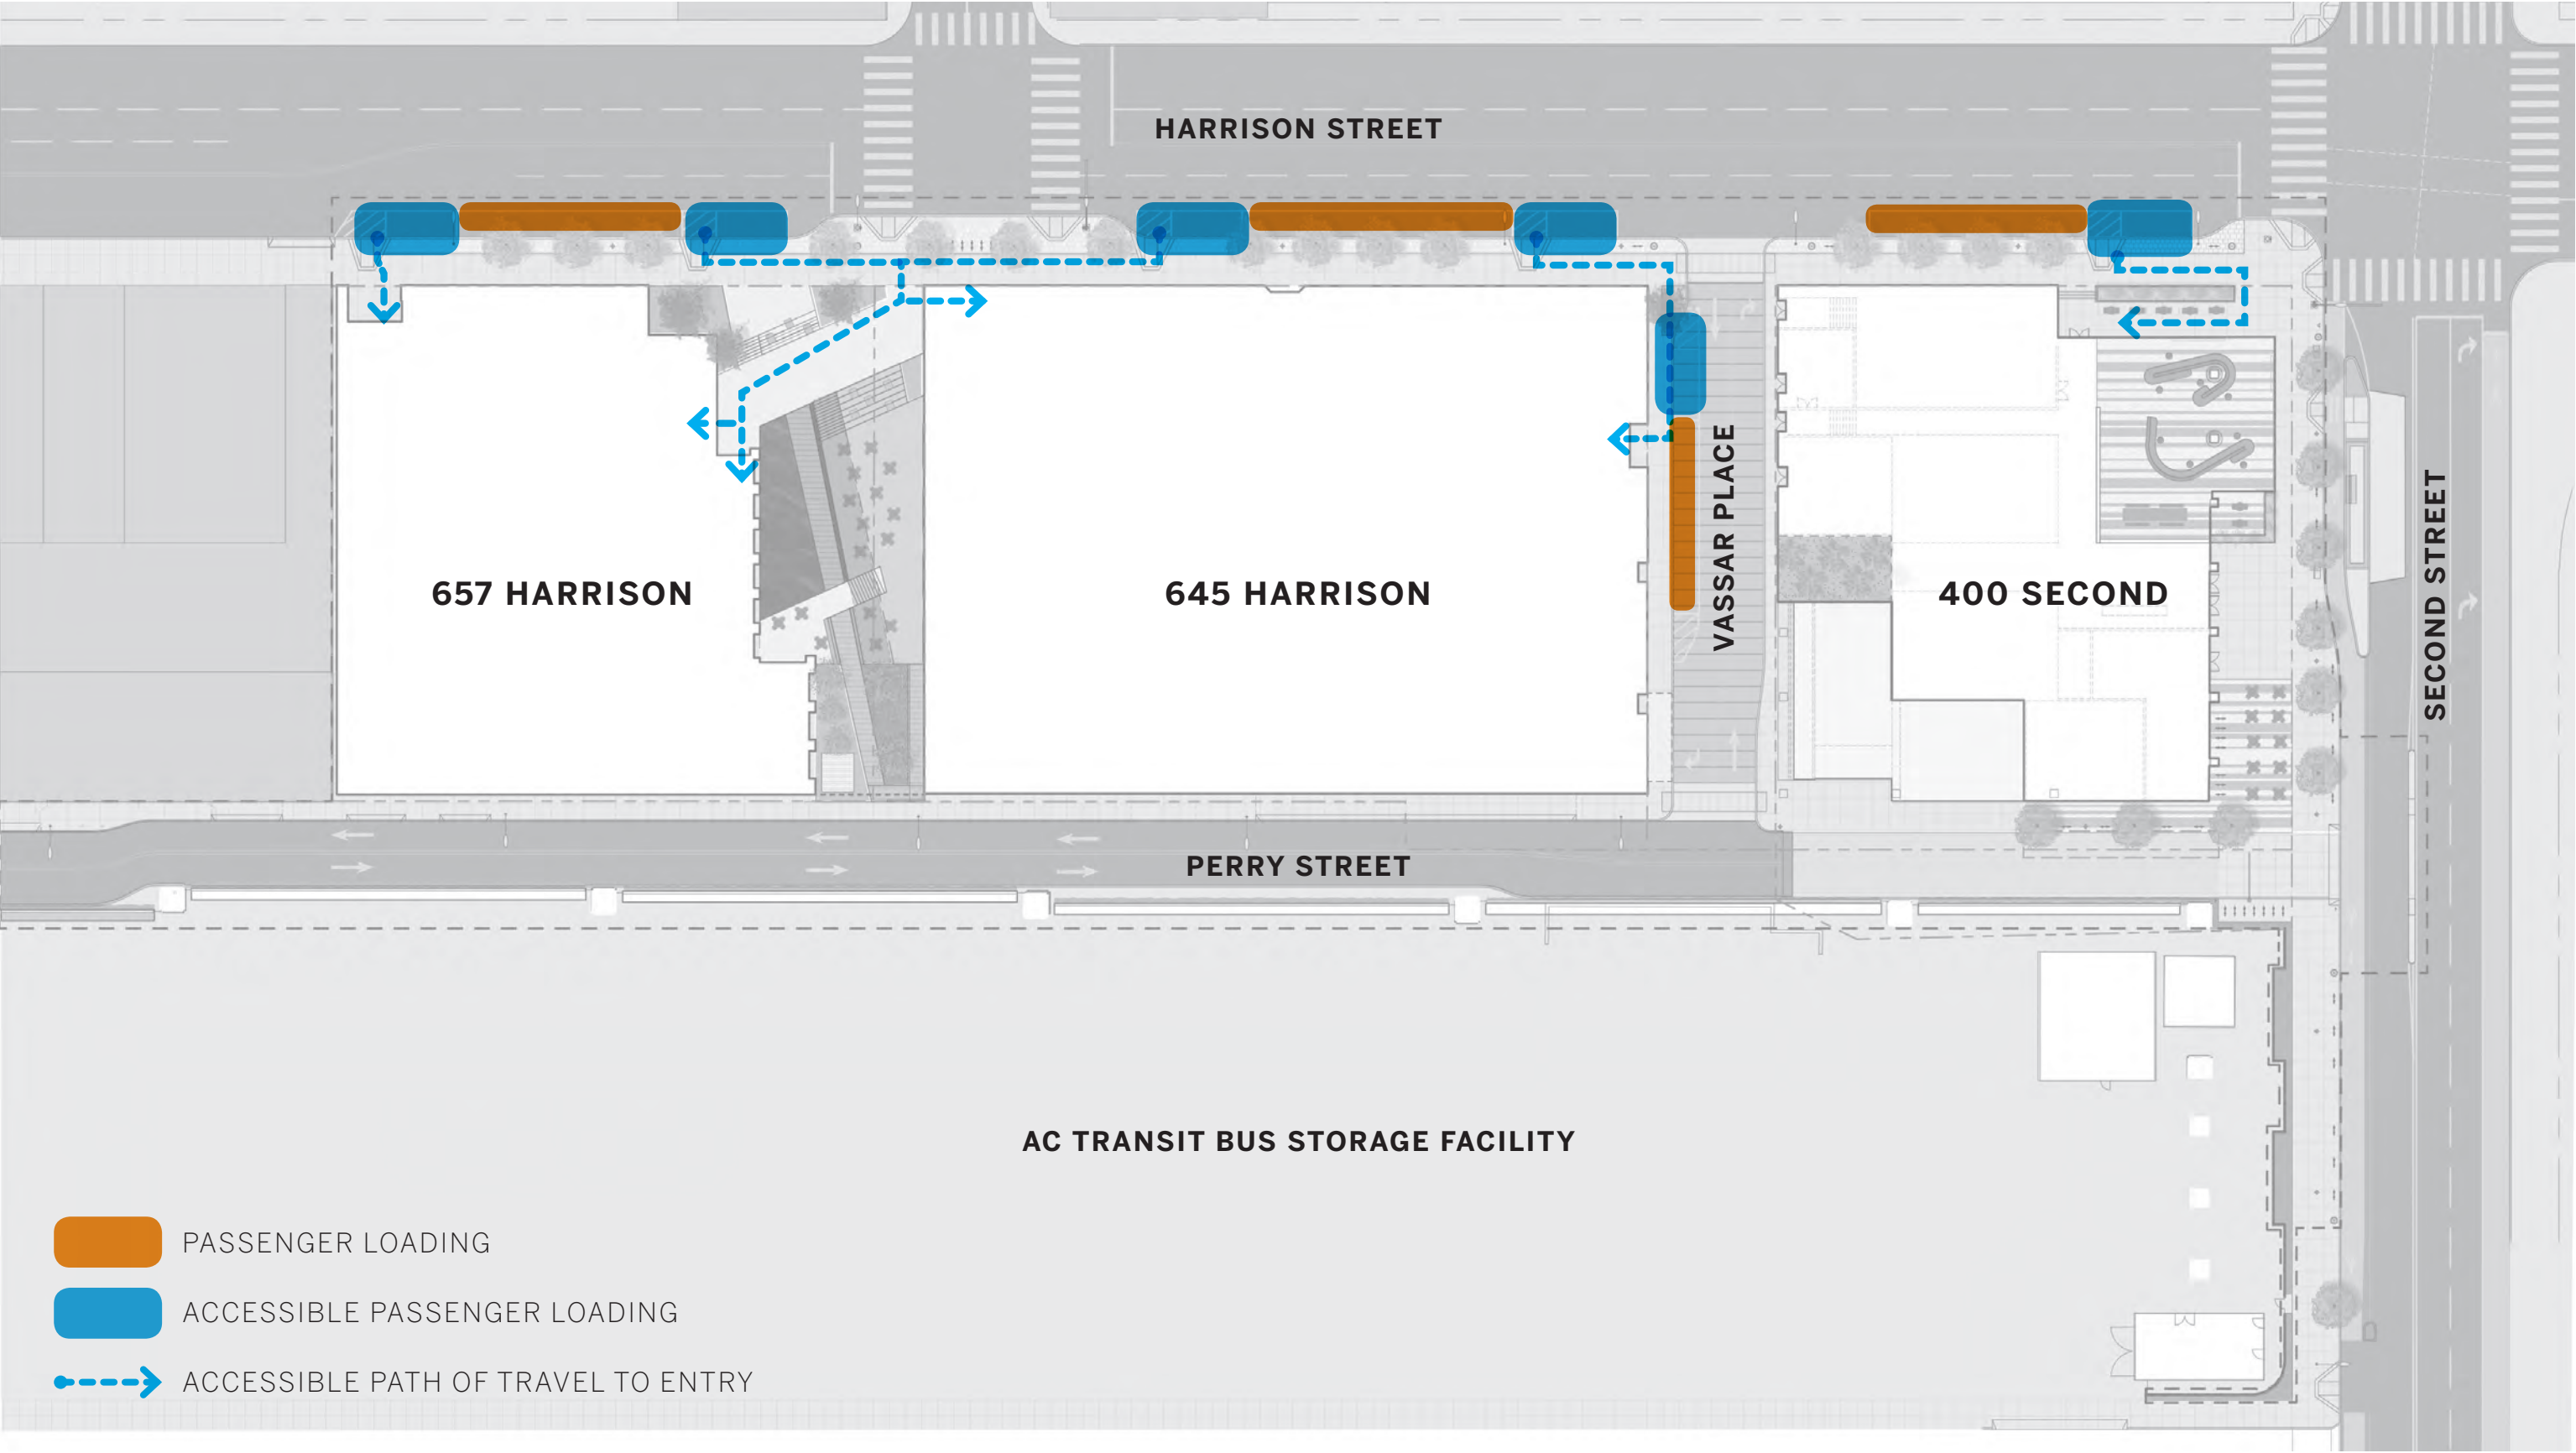 HARRISON STREET
657 HARRISON
645 HARRISON
VASSAR PLACE
400 SECOND
SECOND STREET
PERRY STREET
AC TRANSIT BUS STORAGE FACILITY
PASSENGER LOADING
ACCESSIBLE PASSENGER LOADING
ACCESSIBLE PATH OF TRAVEL TO ENTRY